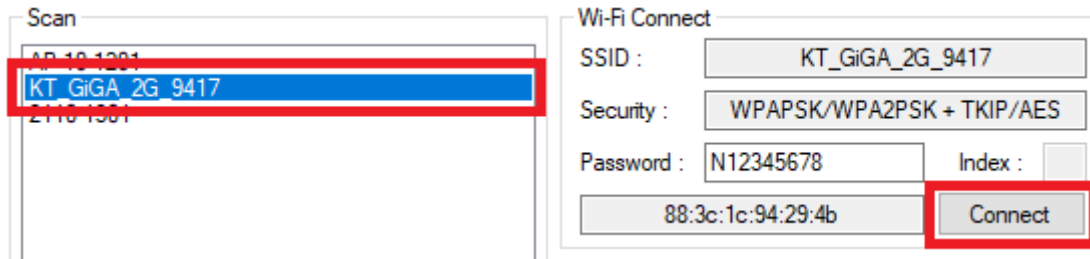 Scan
KT_GiGA_2G_9417
Wi-Fi Connect
SSID :
KT_GiGA_2G_9417
Security :
WPAPSK/WPA2PSK + TKIP/AES
Password :
N12345678
Index :
88:3c:1c:94:29:4b
Connect